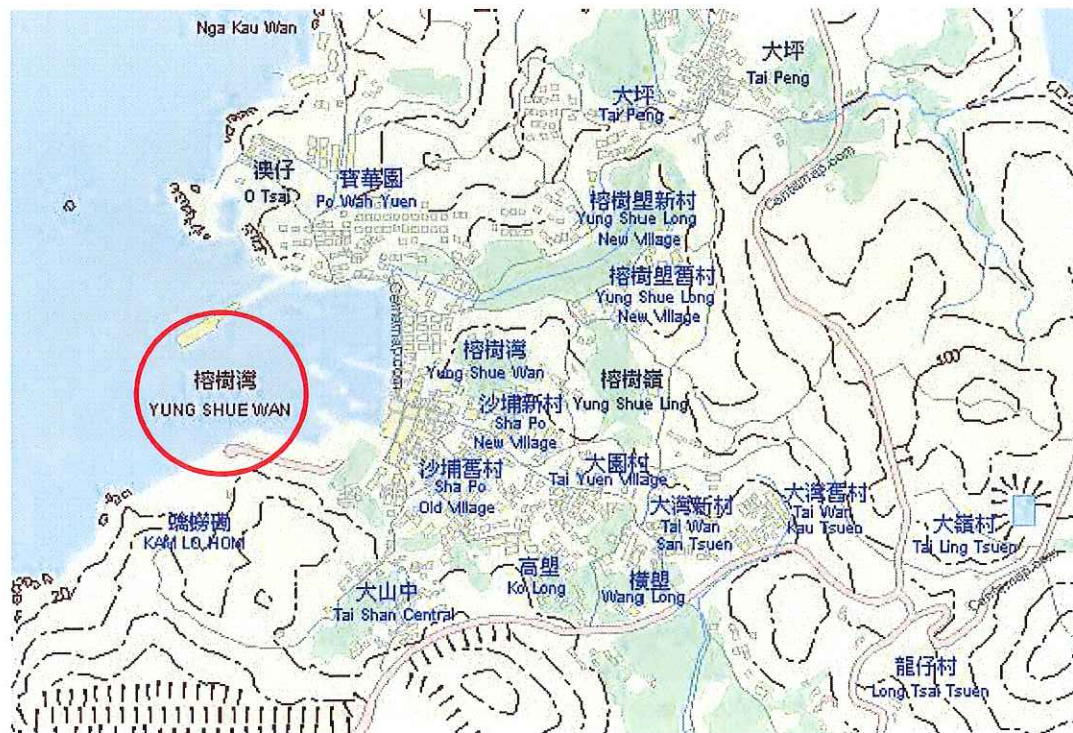 Nga Kau Wan
大坪
Tai Peng
大坪
Tai Peng
澳仔
O Tsai
寶華園
Po Wah Yuen
榕樹塱新村
Yung Shue Long
New Village
榕樹塱舊村
Yung Shue Long
New Village
Centamap.com
Centamap.com
榕樹灣
YUNG SHUE WAN
榕樹灣
Yung Shue Wan
榕樹嶺
Yung Shue Ling
100
沙埔新村
Sha Po
New Village
沙埔舊村
Sha Po
Old Village
大園村
Tai Yuen Village
大灣新村
Tai Wan
San Tsuen
大灣舊村
Tai Wan
Kau Tsuen
大嶺村
Tai Ling Tsuen
KAM LO HOM
20
高塱
Ko Long
橫塱
Wang Long
大山中
Tai Shan Central
Centamap.com
龍仔村
Long Tsai Tsuen